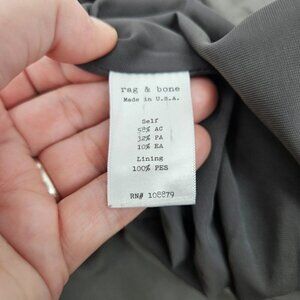 rag & bone
Made in U.S.A.
Self
58% AC
32% PA
10% EA
Lining
100% PES
RN# 108879